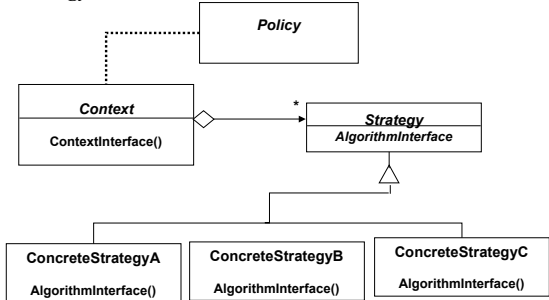 Policy
Context
ContextInterface()
*
Strategy
AlgorithmInterface
ConcreteStrategyA
AlgorithmInterface()
ConcreteStrategyB
AlgorithmInterface()
ConcreteStrategyC
AlgorithmInterface()